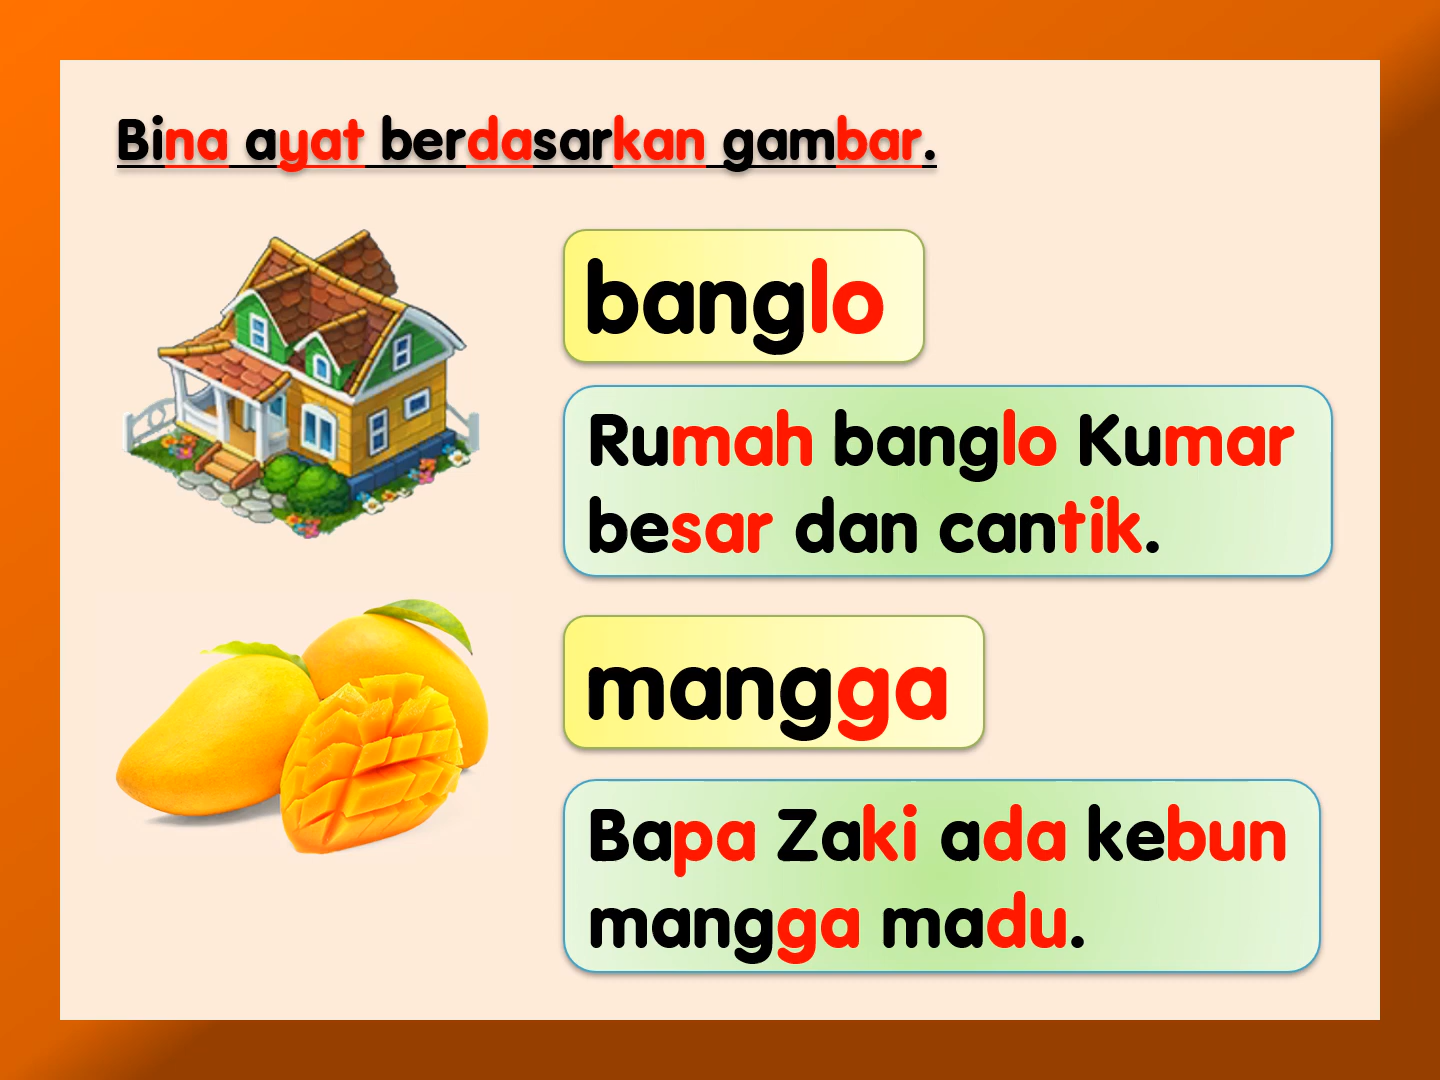 Bina ayat berdasarkan gambar.
banglo
Rumah banglo Kumar
besar dan cantik.
mangga
Bapa Zaki ada kebun
mangga madu.